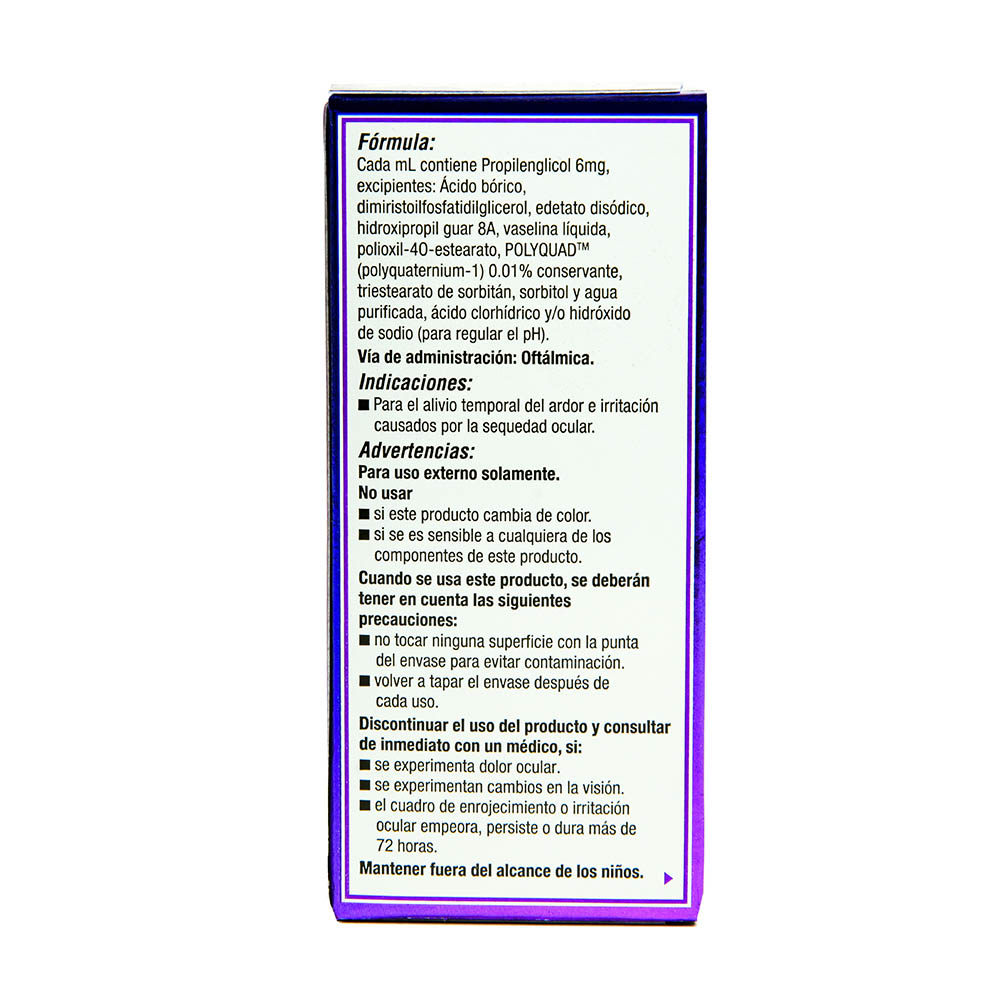 Fórmula:
Cada mL contiene Propilenglicol 6mg,
excipientes: Ácido bórico,
dimiristoilfosfatidilglicerol, edetato disódico,
hidroxipropil guar 8A, vaselina líquida,
polioxil-40-estearato, POLYQUAD™
(polyquaternium-1) 0.01% conservante,
triestearato de sorbitán, sorbitol y agua
purificada, ácido clorhídrico y/o hidróxido
de sodio (para regular el pH).
Vía de administración: Oftálmica.
Indicaciones:
■ Para el alivio temporal del ardor e irritación
causados por la sequedad ocular.
Advertencias:
Para uso externo solamente.
No usar
■ si este producto cambia de color.
■ si se es sensible a cualquiera de los
componentes de este producto.
Cuando se usa este producto, se deberán
tener en cuenta las siguientes
precauciones:
■ no tocar ninguna superficie con la punta
del envase para evitar contaminación.
■ volver a tapar el envase después de
cada uso.
Discontinuar el uso del producto y consultar
de inmediato con un médico, si:
■ se experimenta dolor ocular.
■ se experimentan cambios en la visión.
■ el cuadro de enrojecimiento o irritación
ocular empeora, persiste o dura más de
72 horas.
Mantener fuera del alcance de los niños.